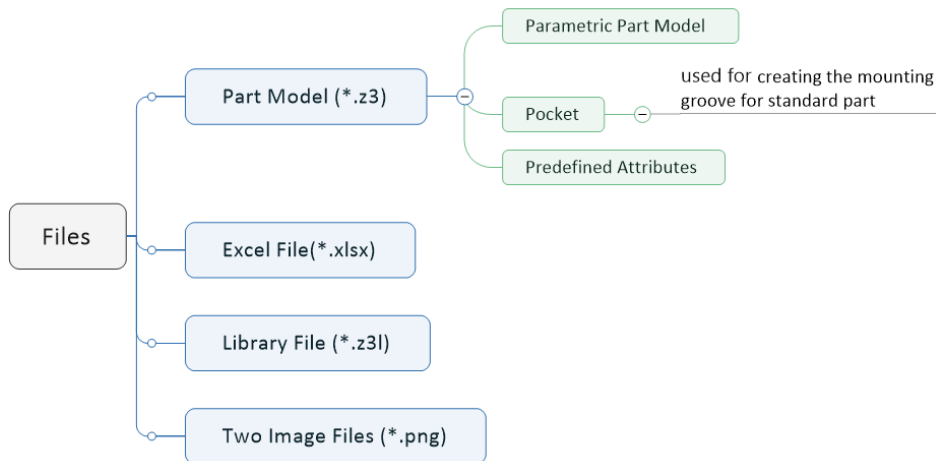 Parametric Part Model
Part Model (*.z3)
used for creating the mounting
groove for standard part
Pocket
Predefined Attributes
Files
Excel File(*.xlsx)
Library File (*.z3l)
Two Image Files (*.png)